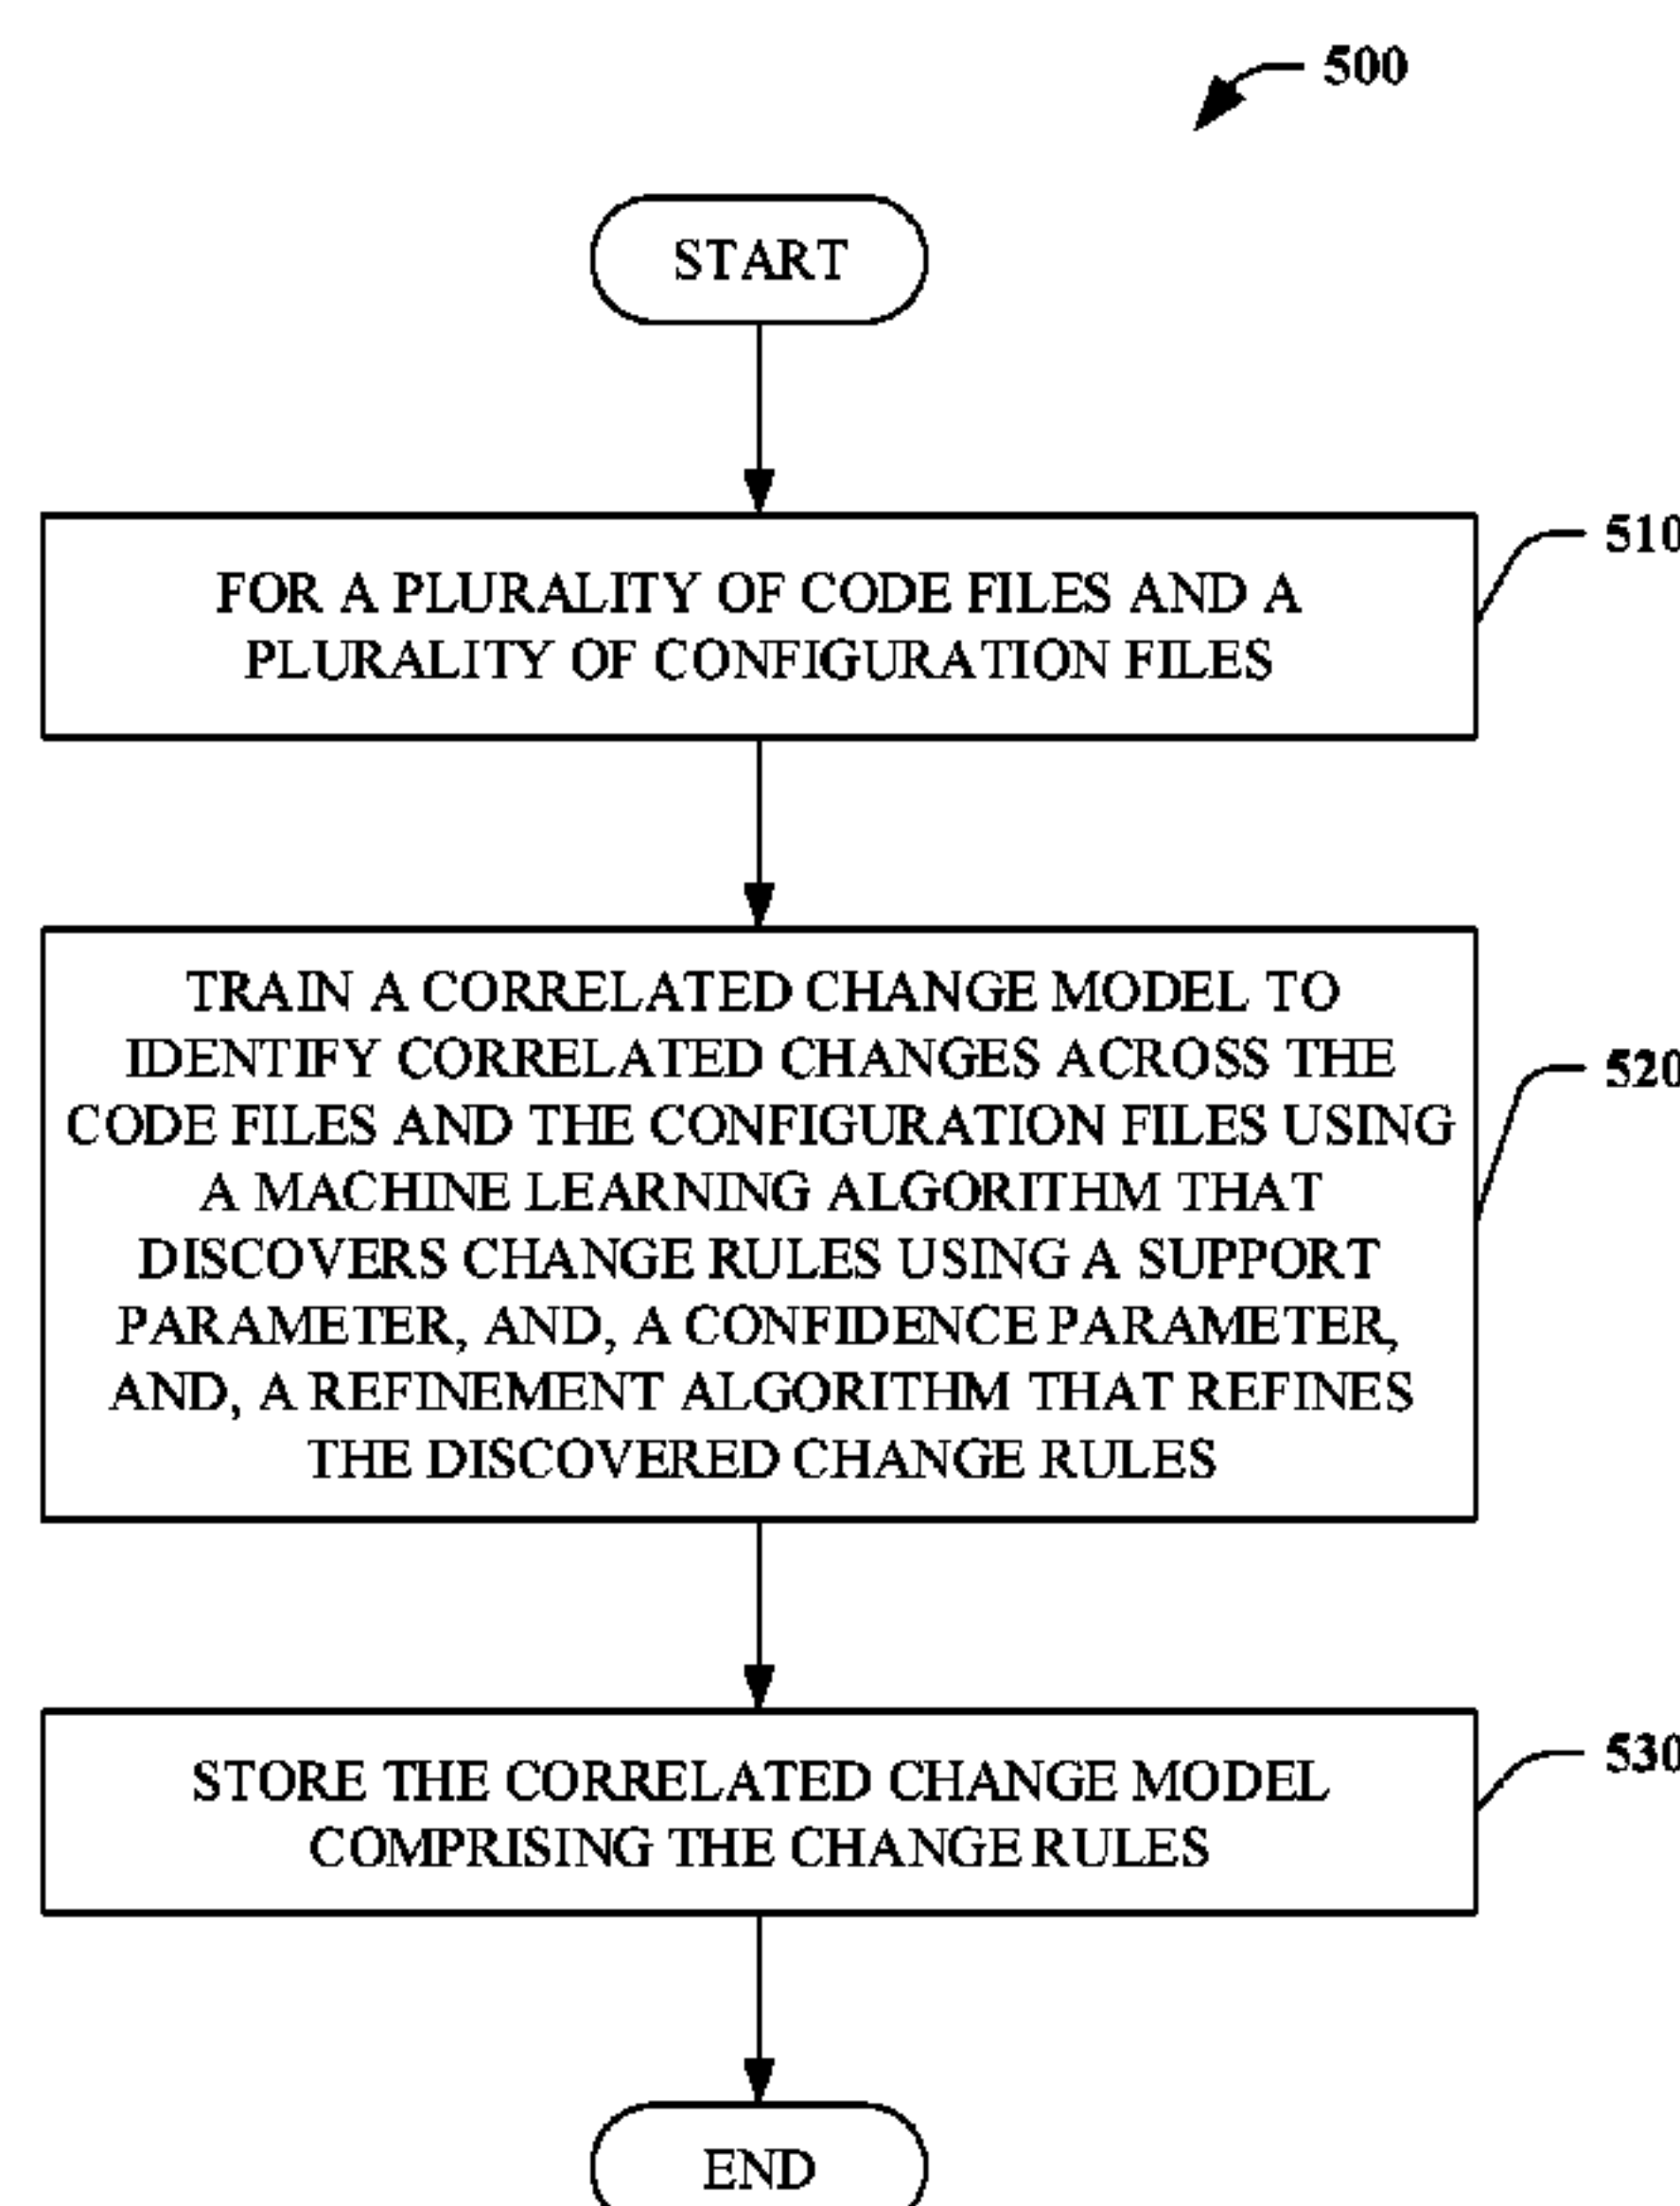 500
START
FOR A PLURALITY OF CODE FILES AND A
PLURALITY OF CONFIGURATION FILES
510
TRAIN A CORRELATED CHANGE MODEL TO
IDENTIFY CORRELATED CHANGES ACROSS THE
CODE FILES AND THE CONFIGURATION FILES USING
A MACHINE LEARNING ALGORITHM THAT
DISCOVERS CHANGE RULES USING A SUPPORT
PARAMETER, AND, A CONFIDENCE PARAMETER,
AND, A REFINEMENT ALGORITHM THAT REFINES
THE DISCOVERED CHANGE RULES
520
STORE THE CORRELATED CHANGE MODEL
COMPRISING THE CHANGE RULES
530
END